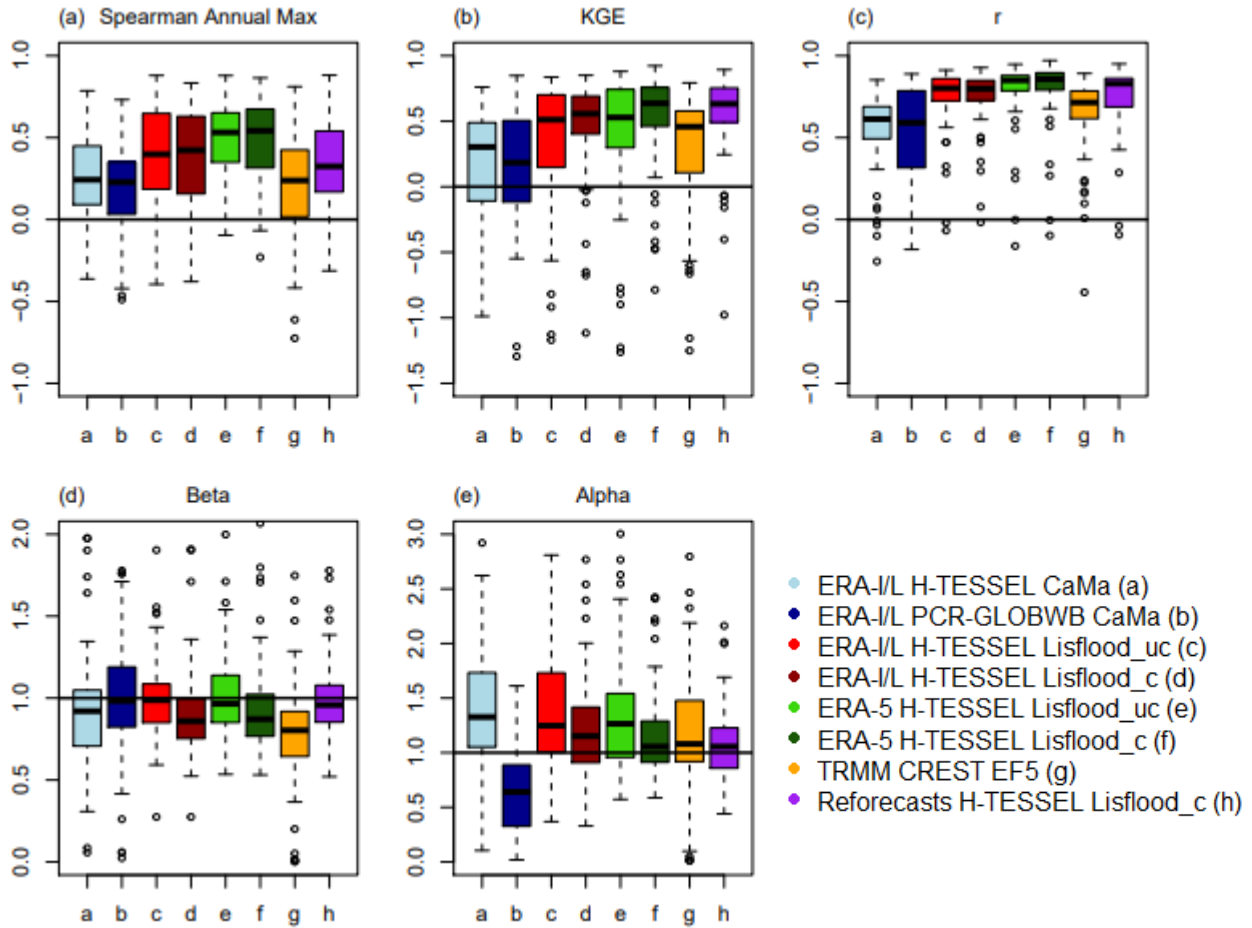 (a) Spearman Annual Max
(b) KGE
(c) r
1.0
0.5
0.0
−0.5
−1.0
a b c d e f g h
1.0
0.5
0.0
−0.5
−1.0
−1.5
a b c d e f g h
1.0
0.5
0.0
−0.5
−1.0
a b c d e f g h
(d) Beta
(e) Alpha
2.0
1.5
1.0
0.5
0.0
a b c d e f g h
3.0
2.5
2.0
1.5
1.0
0.5
0.0
a b c d e f g h
ERA-I/L H-TESSEL CaMa (a)
ERA-I/L PCR-GLOBWB CaMa (b)
ERA-I/L H-TESSEL Lisflood_uc (c)
ERA-I/L H-TESSEL Lisflood_c (d)
ERA-5 H-TESSEL Lisflood_uc (e)
ERA-5 H-TESSEL Lisflood_c (f)
TRMM CREST EF5 (g)
Reforecasts H-TESSEL Lisflood_c (h)